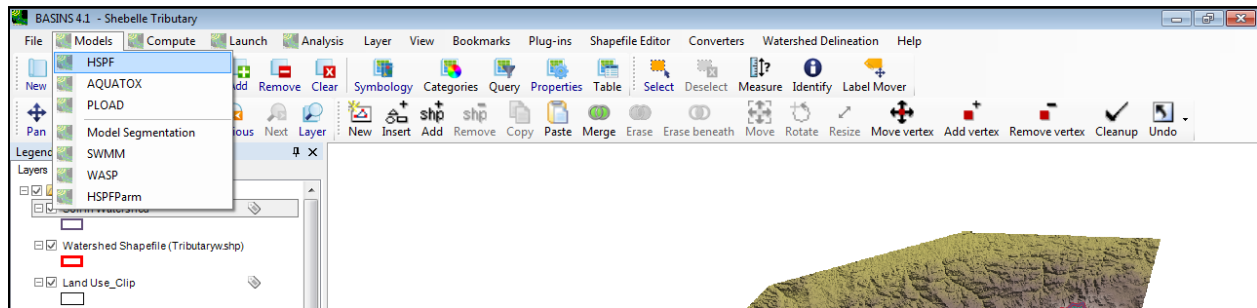 BASINS 4.1 - Shebelle Tributary
File Models Compute Launch Analysis Layer View Bookmarks Plug-ins Shapefile Editor Converters Watershed Delineation Help
HSPF
AQUATOX
PLOAD
Model Segmentation
SWMM
WASP
HSPFParm
New Add Remove Clear Symbology Categories Query Properties Table Select Deselect Measure Identify Label Mover
Pan Next Layer New Insert Add Remove Copy Paste Merge Erase Erase beneath Move Rotate Resize Move vertex Add vertex Remove vertex Cleanup Undo
shp shp
Layers
Watershed Shapefile (Tributaryw.shp)
Land Use_Clip